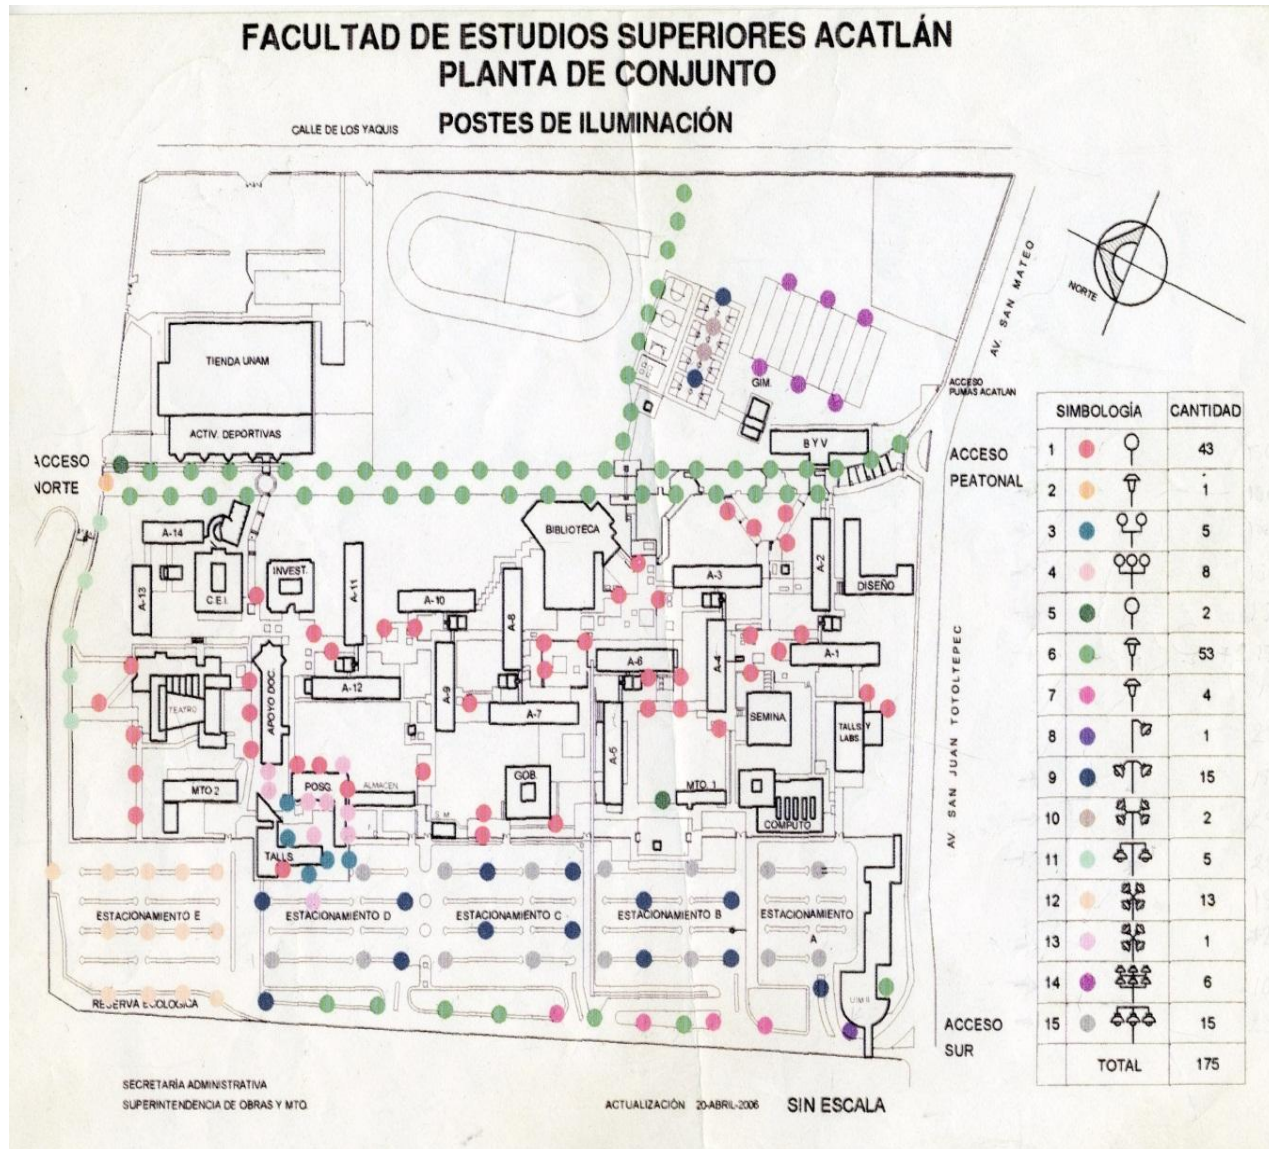 FACULTAD DE ESTUDIOS SUPERIORES ACATLÁN
PLANTA DE CONJUNTO
POSTES DE ILUMINACIÓN
CALLE DE LOS YAQUIS
AV. SAN MATEO
NORTE
TIENDA UNAM
ACTIV. DEPORTIVAS
GIM.
ACCESO
PUMAS ACATLAN
B Y V
ACCESO
PEATONAL
ACCESO
NORTE
A-14
C.E.I.
INVEST.
A-13
A-11
A-10
BIBLIOTECA
A-8
A-3
A-2
DISEÑO
TEATRO
APOYO DOC.
A-12
A-9
A-7
A-6
A-4
A-1
A-5
SEMINA.
TALLS. Y
LABS.
MTO 2
POSG.
ALMACEN
GOB.
MTO. 1
COMPUTO
S. M.
TALLS.
AV. SAN JUAN TOTOLTEPEC
ESTACIONAMIENTO E
ESTACIONAMIENTO D
ESTACIONAMIENTO C
ESTACIONAMIENTO B
ESTACIONAMIENTO
A
RESERVA ECOLOGICA
ACCESO
SUR
SIMBOLOGÍA CANTIDAD
1 43
2 1
3 5
4 8
5 2
6 53
7 4
8 1
9 15
10 2
11 5
12 13
13 1
14 6
15 15
TOTAL 175
SECRETARÍA ADMINISTRATIVA
SUPERINTENDENCIA DE OBRAS Y MTO.
ACTUALIZACIÓN 20-ABRIL-2006 SIN ESCALA